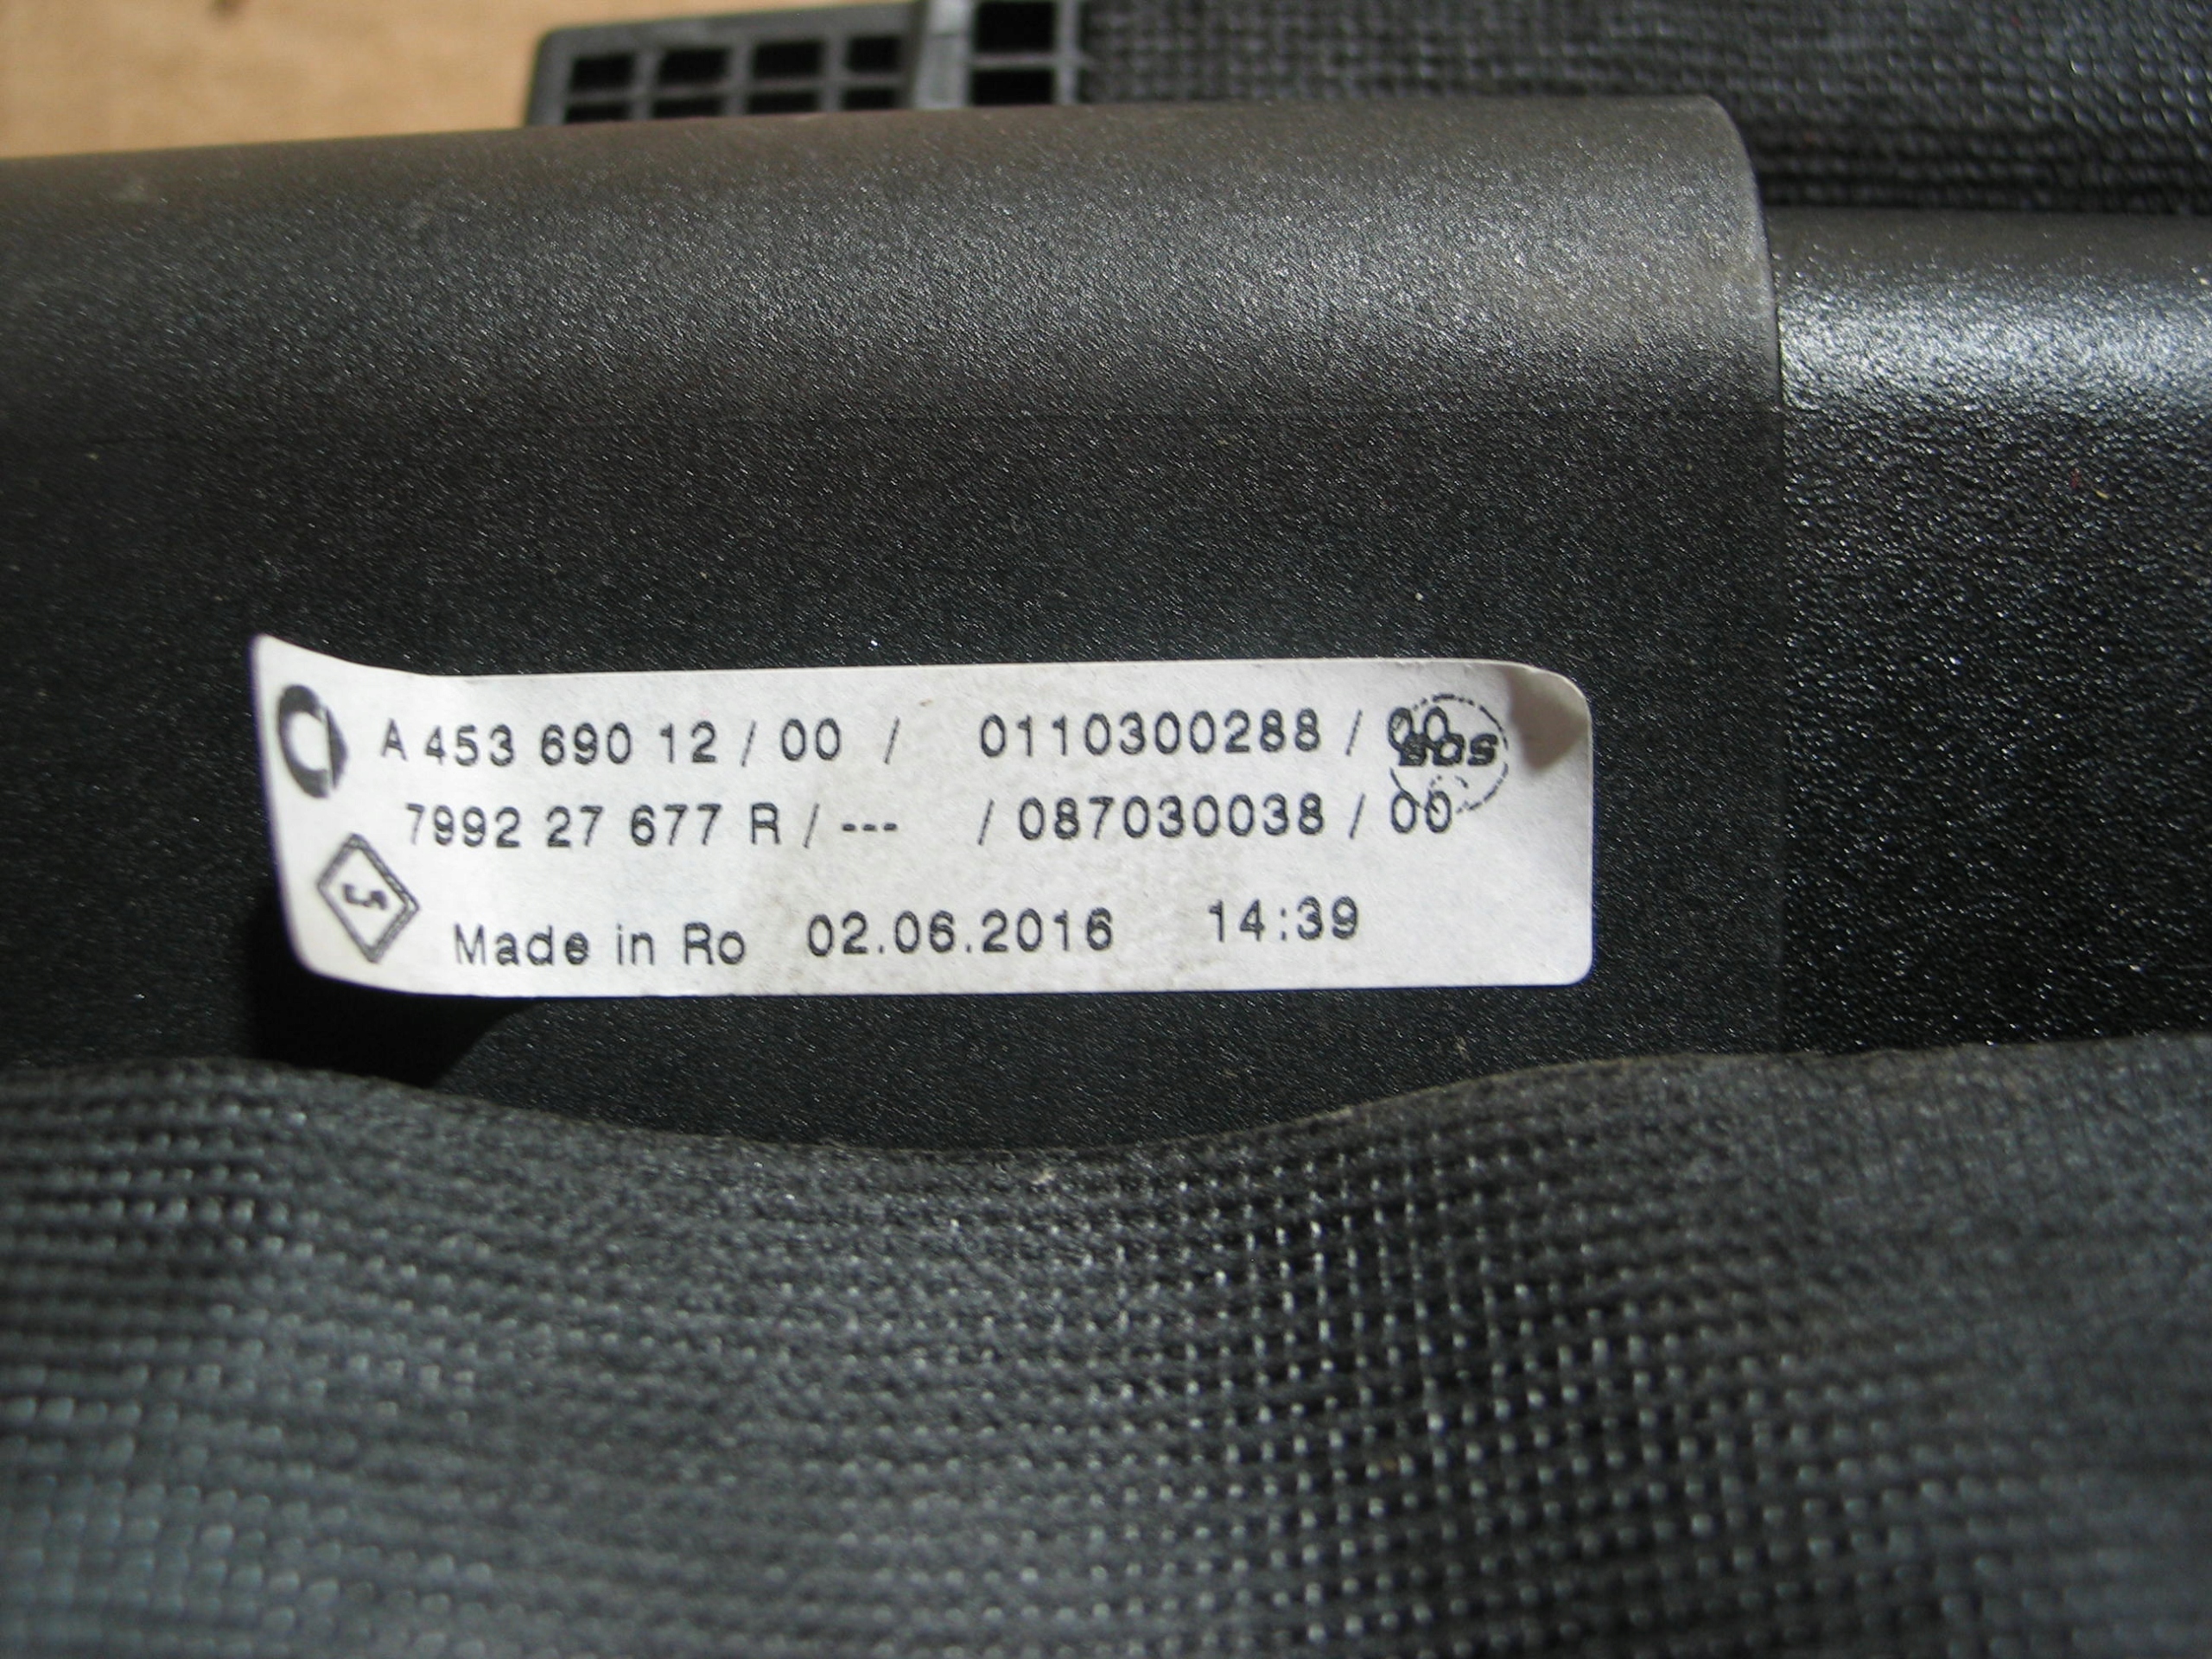 A 453 690 12 / 00 / 0110300288 / 00
BOS
7992 27 677 R / --- / 087030038 / 00
Made in Ro 02.06.2016 14:39